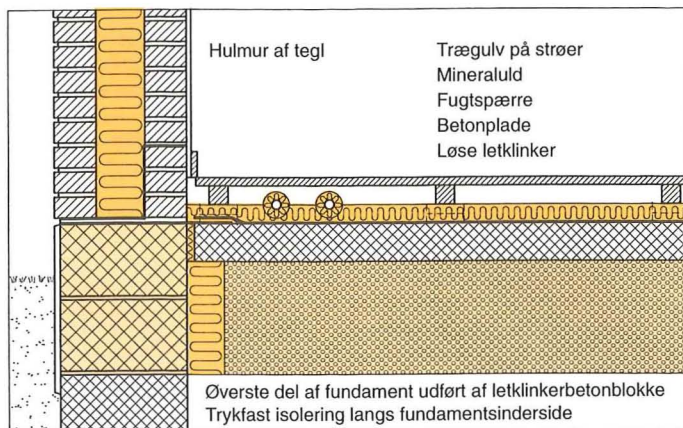 Hulmur af tegl
Trægulv på strøer
Mineraluld
Fugtspærre
Betonplade
Løse letklinker
Øverste del af fundament udført af letklinkerbetonblokke
Trykfast isolering langs fundamentsinderside